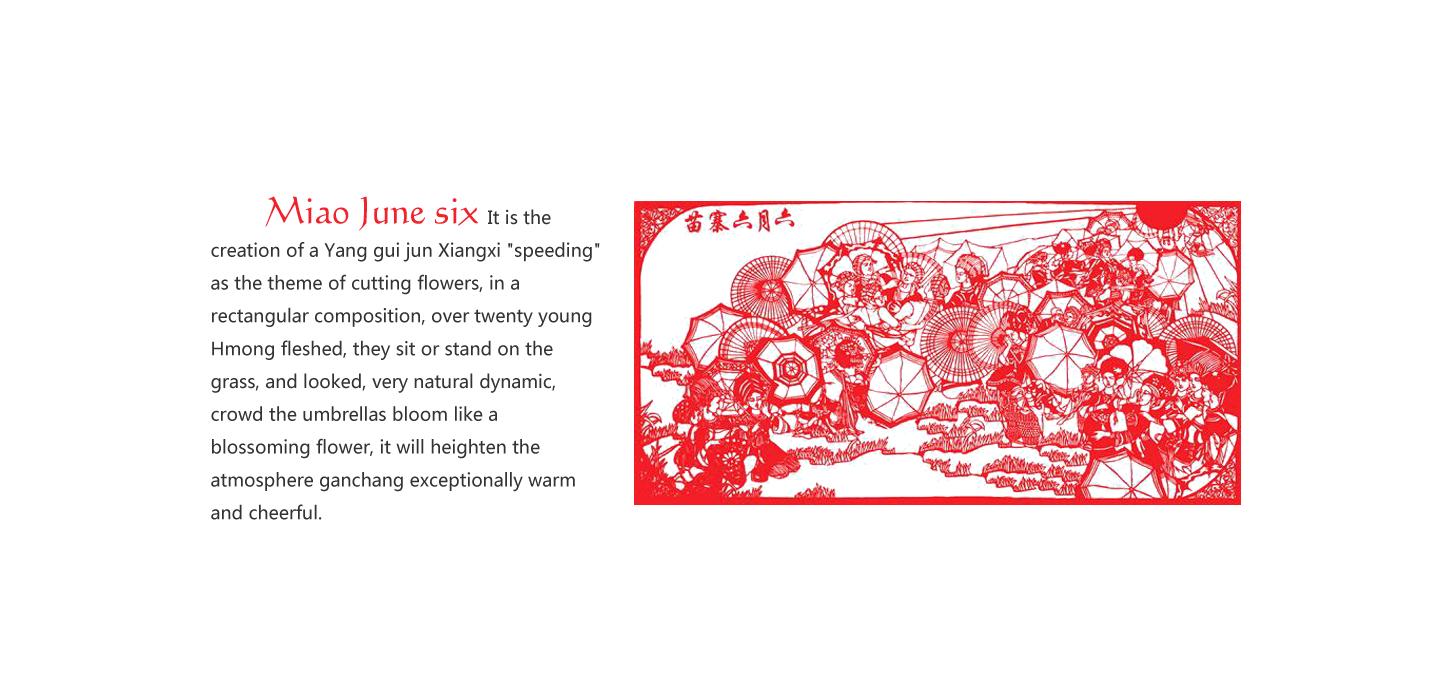 Miao June six It is the
creation of a Yang gui jun Xiangxi "speeding"
as the theme of cutting flowers, in a
rectangular composition, over twenty young
Hmong fleshed, they sit or stand on the
grass, and looked, very natural dynamic,
crowd the umbrellas bloom like a
blossoming flower, it will heighten the
atmosphere ganchang exceptionally warm
and cheerful.
苗寨六月六